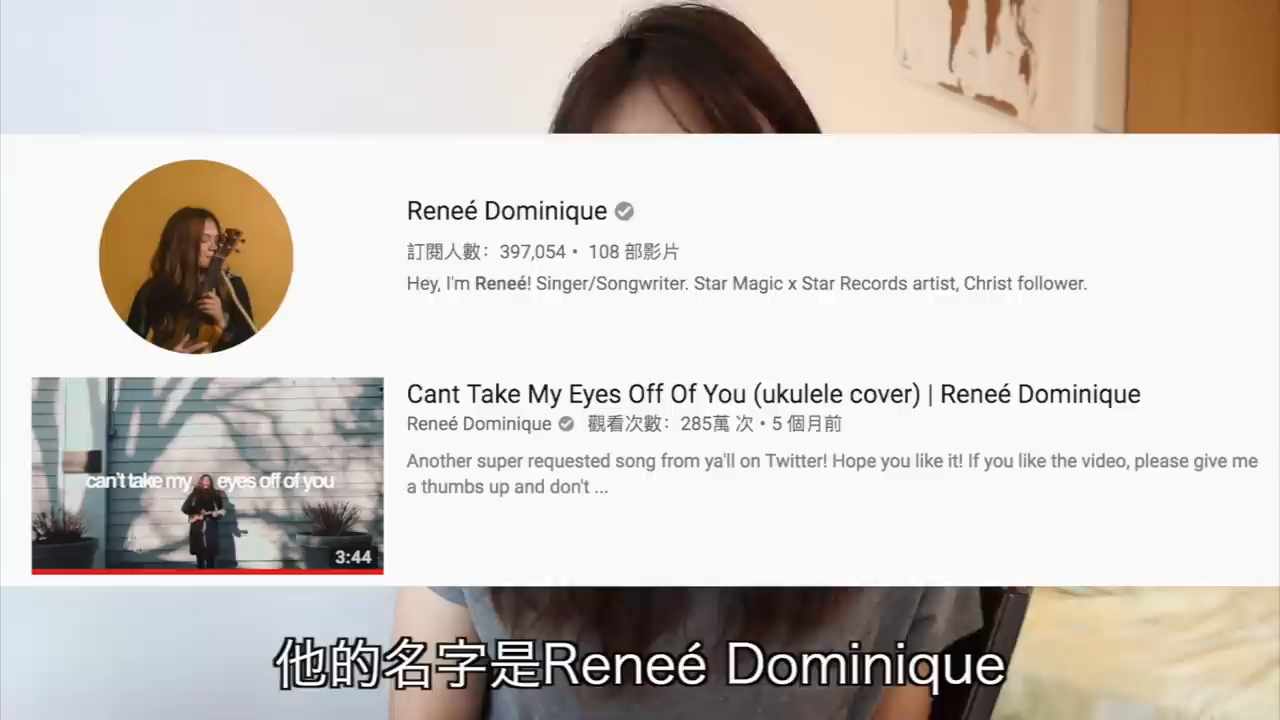 Reneé Dominique
訂閱人數：397,054 • 108 部影片
Hey, I'm Reneé! Singer/Songwriter. Star Magic x Star Records artist, Christ follower.
can't take my eyes off of you
3:44
Cant Take My Eyes Off Of You (ukulele cover) | Reneé Dominique
Reneé Dominique 觀看次數：285萬 次 • 5 個月前
Another super requested song from ya'll on Twitter! Hope you like it! If you like the video, please give me
a thumbs up and don't ...
他的名字是Reneé Dominique